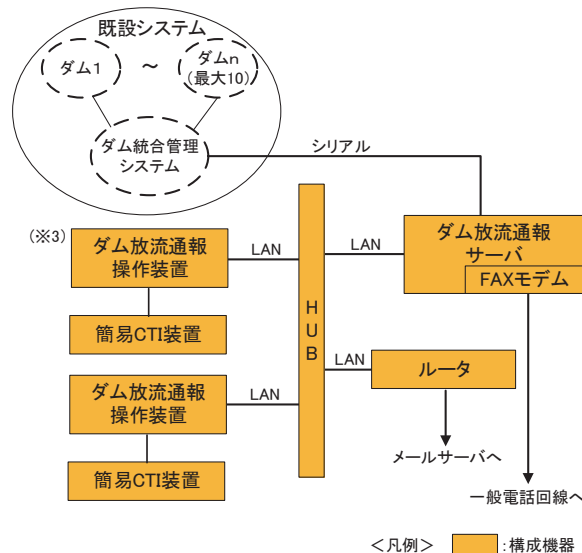 既設システム
ダム1
～
ダムn
(最大10)
ダム統合管理
システム
シリアル
(※3)
ダム放流通報
操作装置
LAN
HUB
LAN
ダム放流通報
サーバ
FAXモデム
簡易CTI装置
LAN
ルータ
ダム放流通報
操作装置
LAN
メールサーバへ
簡易CTI装置
一般電話回線へ
＜凡例＞
:構成機器